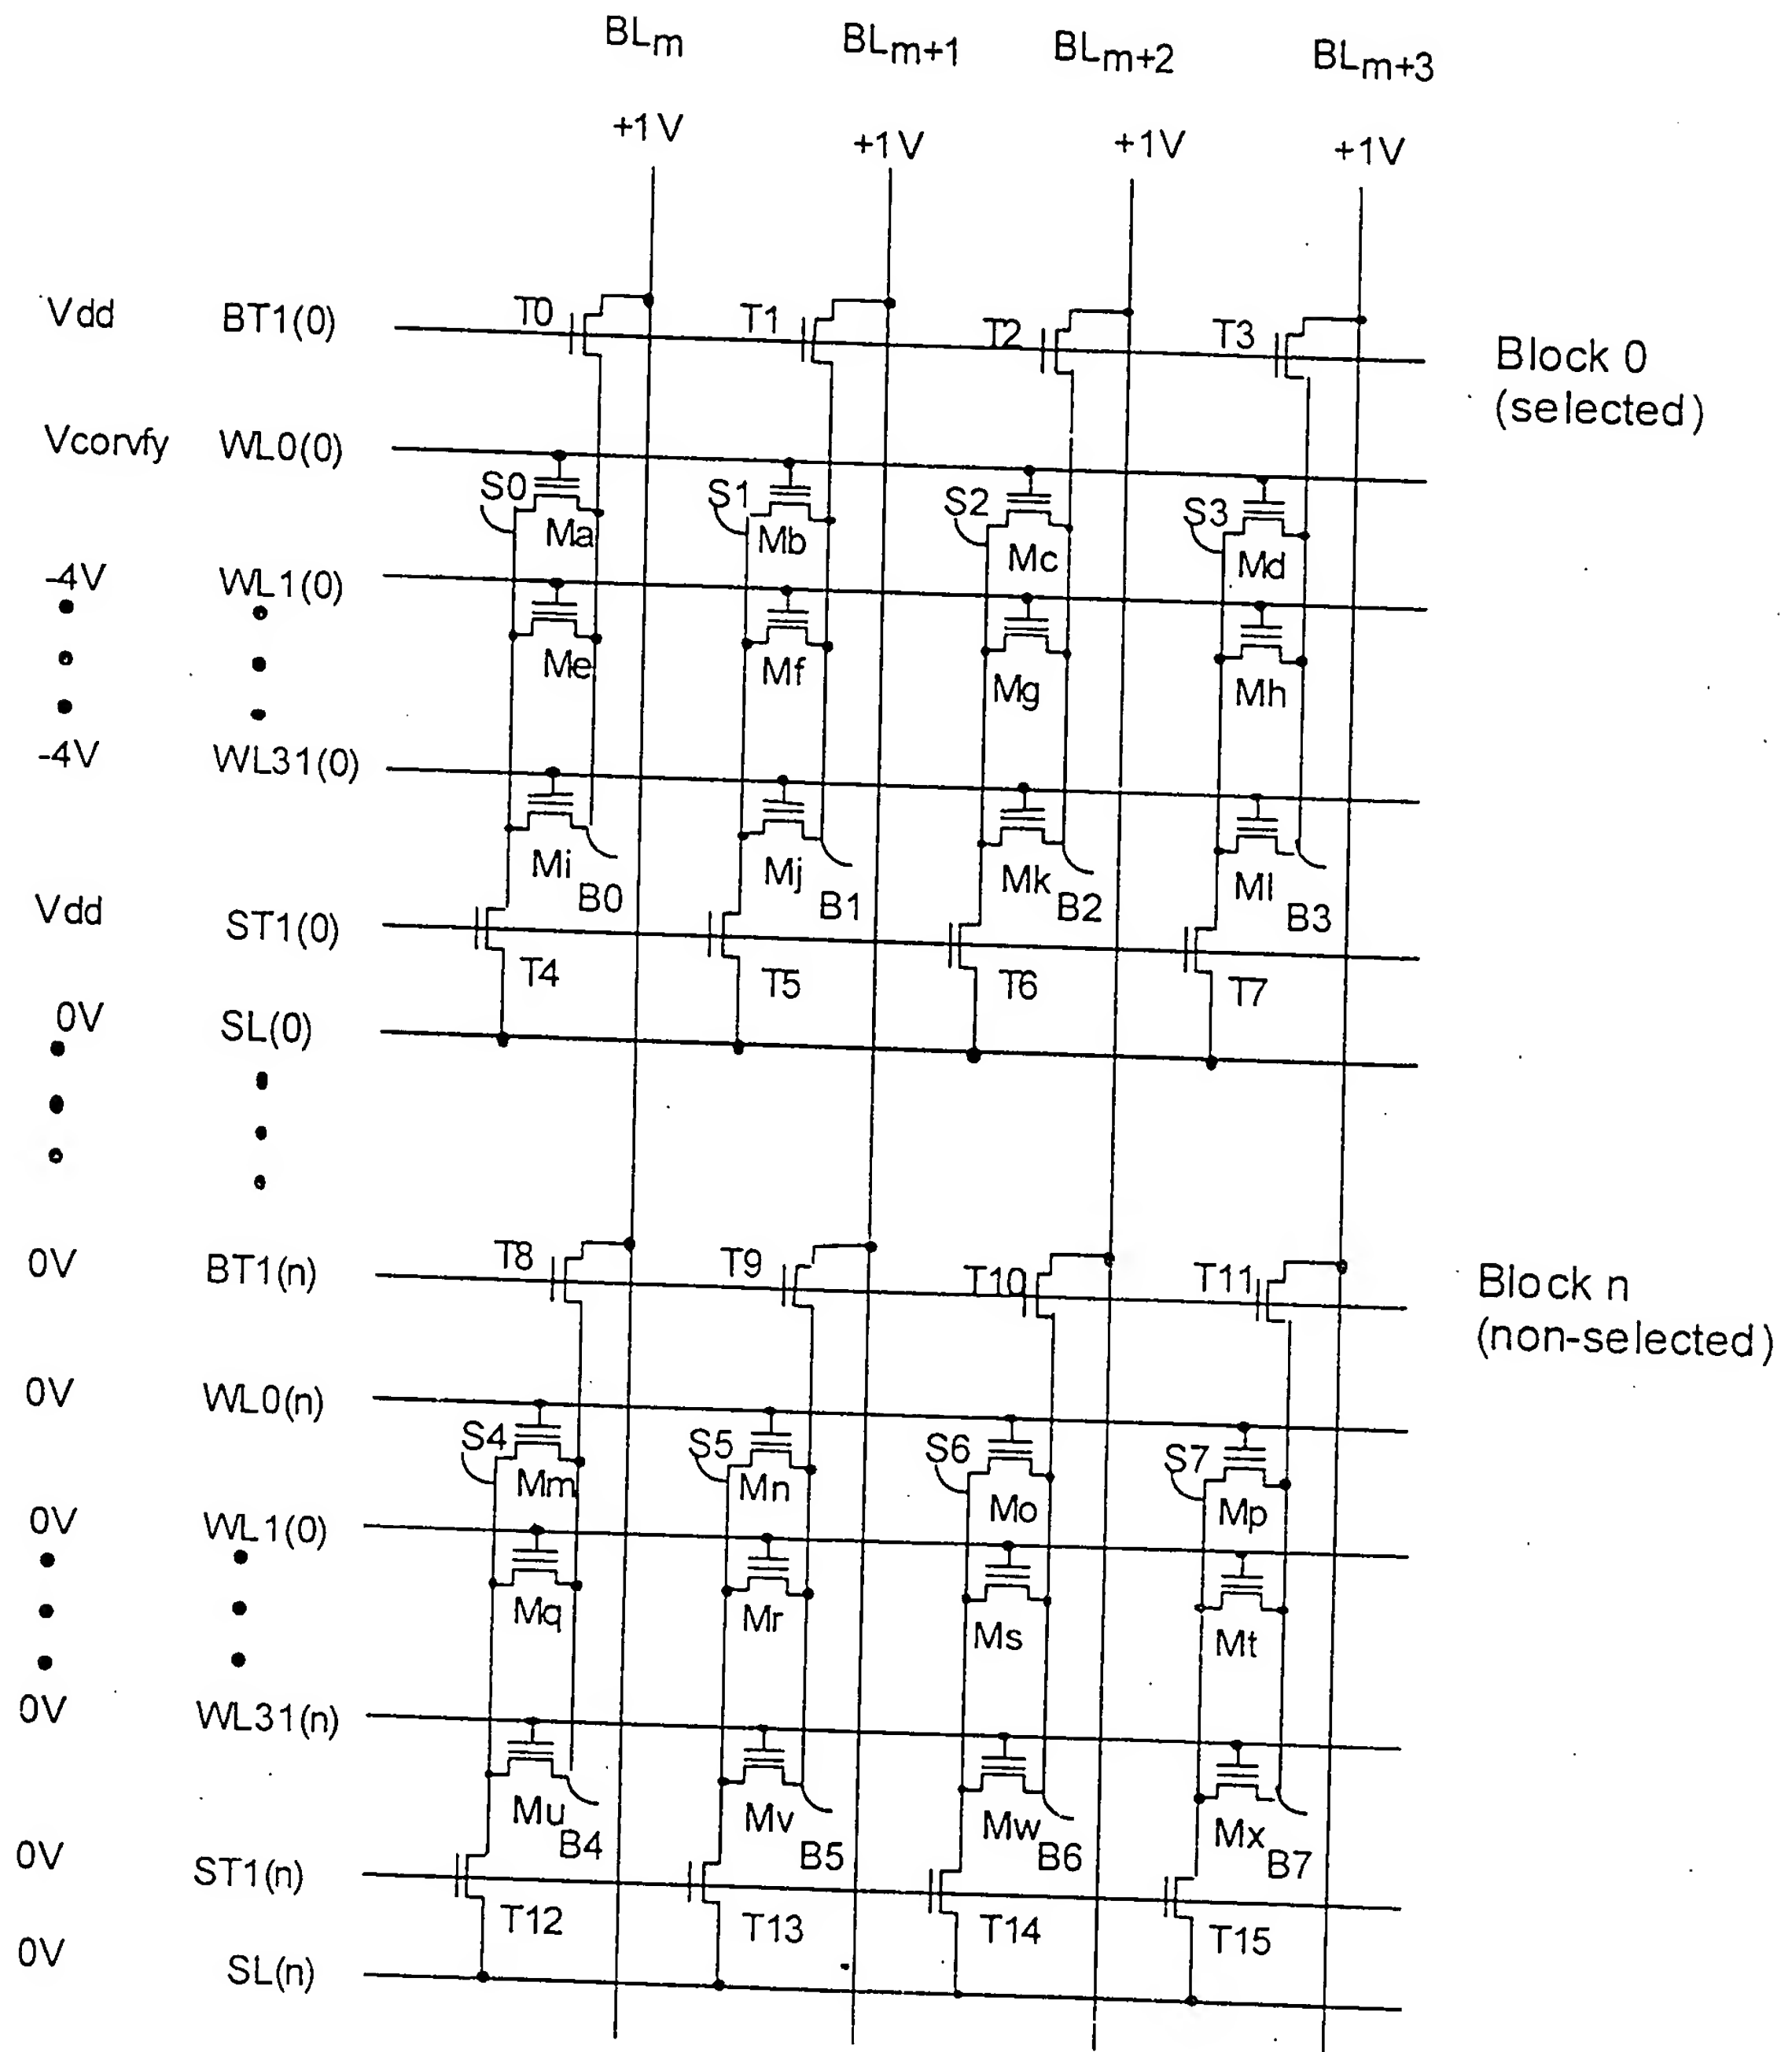 BLm BLm+1 BLm+2 BLm+3
+1V +1V +1V +1V
Vdd BT1(0) T0 T1 T2 T3 Block 0
(selected)
Vcorvfy WL0(0)
S0 S1 S2 S3
Ma Mb Mc Md
-4V WL1(0)
Me Mf Mg Mh
-4V WL31(0)
Mi Mj Mk Ml
B0 B1 B2 B3
Vdd ST1(0)
T4 T5 T6 T7
0V SL(0)
0V BT1(n) T8 T9 T10 T11 Block n
(non-selected)
0V WL0(n)
S4 S5 S6 S7
Mm Mn Mo Mp
0V WL1(0)
Mq Mr Ms Mt
0V WL31(n)
Mu Mv Mw Mx
B4 B5 B6 B7
0V ST1(n)
T12 T13 T14 T15
0V SL(n)